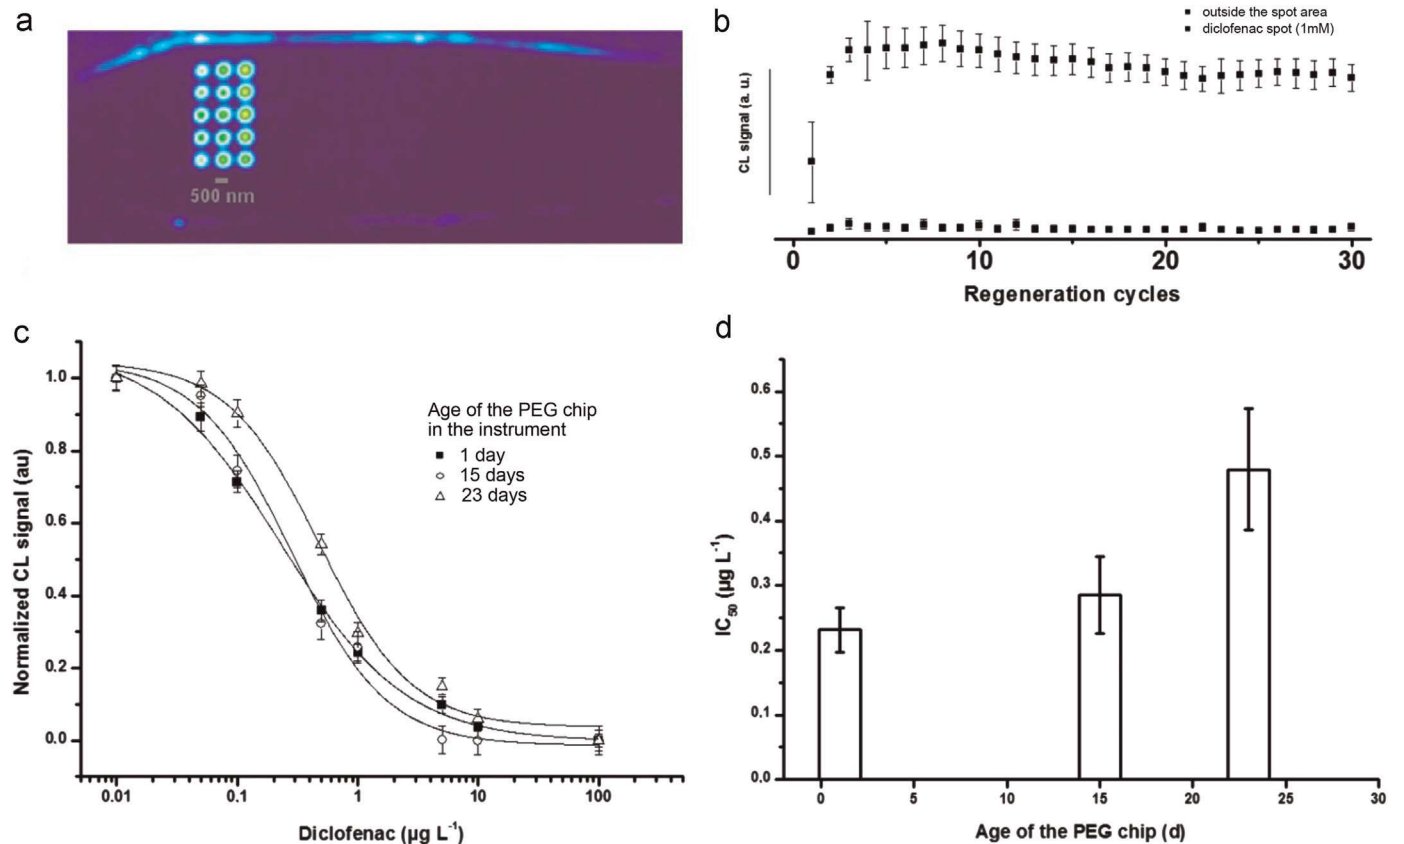 a
500 nm
b
outside the spot area
diclofenac spot (1mM)
CL signal (a. u.)
0 10 20 30
Regeneration cycles
c
1.0
0.8
0.6
0.4
0.2
0.0
Normalized CL signal (au)
Age of the PEG chip
in the instrument
1 day
15 days
23 days
0.01 0.1 1 10 100
Diclofenac (µg L⁻¹)
d
0.6
0.5
0.4
0.3
0.2
0.1
0.0
IC₅₀ (µg L⁻¹)
0 5 10 15 20 25 30
Age of the PEG chip (d)